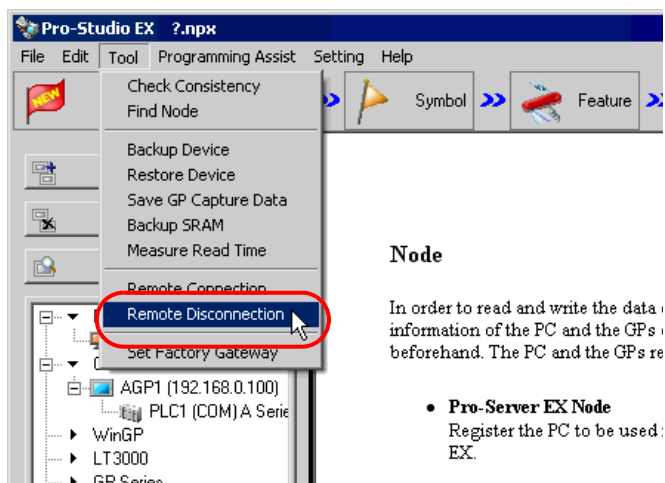 Pro-Studio EX ?.npx
File Edit Tool Programming Assist Setting Help
NEW
Symbol
Feature
Check Consistency
Find Node
Backup Device
Restore Device
Save GP Capture Data
Backup SRAM
Measure Read Time
Remote Connection
Remote Disconnection
Set Factory Gateway
AGP1 (192.168.0.100)
PLC1 (COM) A Serie
WinGP
LT3000
GP Series
Node
In order to read and write the data
information of the PC and the GPs
beforehand. The PC and the GPs re
• Pro-Server EX Node
Register the PC to be used
EX.